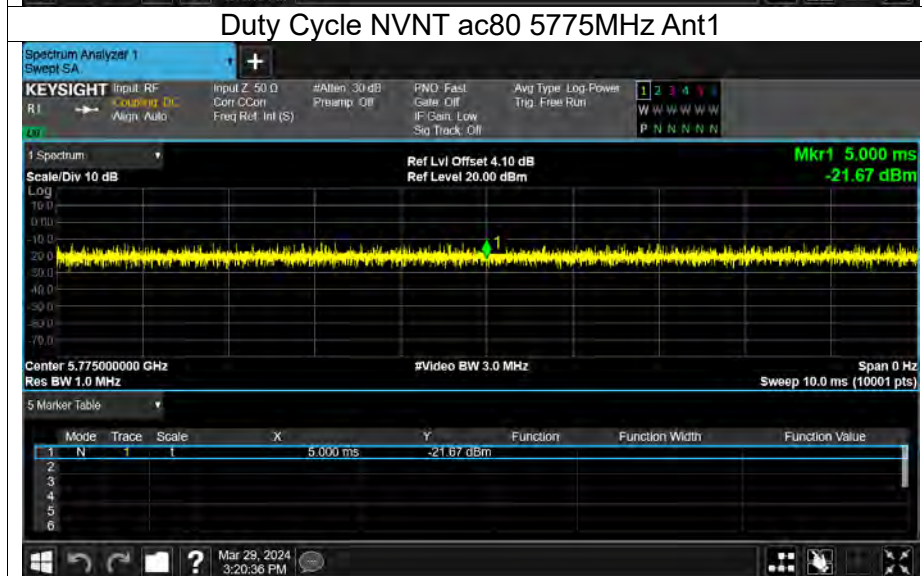 Duty Cycle NVNT ac80 5775MHz Ant1
Spectrum Analyzer 1
Swept SA
+
KEYSIGHT Input: RF Input Z: 50 Ω #Atten: 30 dB PNO: Fast Avg Type: Log-Power 1 2 3 4 5 6
R L Coupling: DC Corr CCorr Preamp: Off Gate: Off Trig: Free Run W W W W W W
Align: Auto Freq Ref: Int (S) IF Gain: Low
Sig Track: Off P N N N N N
1 Spectrum Ref Lvl Offset 4.10 dB Mkr1 5.000 ms
Scale/Div 10 dB Ref Level 20.00 dBm -21.67 dBm
Log
10.0
0.00
-10.0
-20.0
-30.0
-40.0
-50.0
-60.0
-70.0
1
Center 5.775000000 GHz #Video BW 3.0 MHz Span 0 Hz
Res BW 1.0 MHz Sweep 10.0 ms (10001 pts)
5 Marker Table
Mode Trace Scale X Y Function Function Width Function Value
1 N 1 t 5.000 ms -21.67 dBm
2
3
4
5
6
? Mar 29, 2024
3:20:36 PM